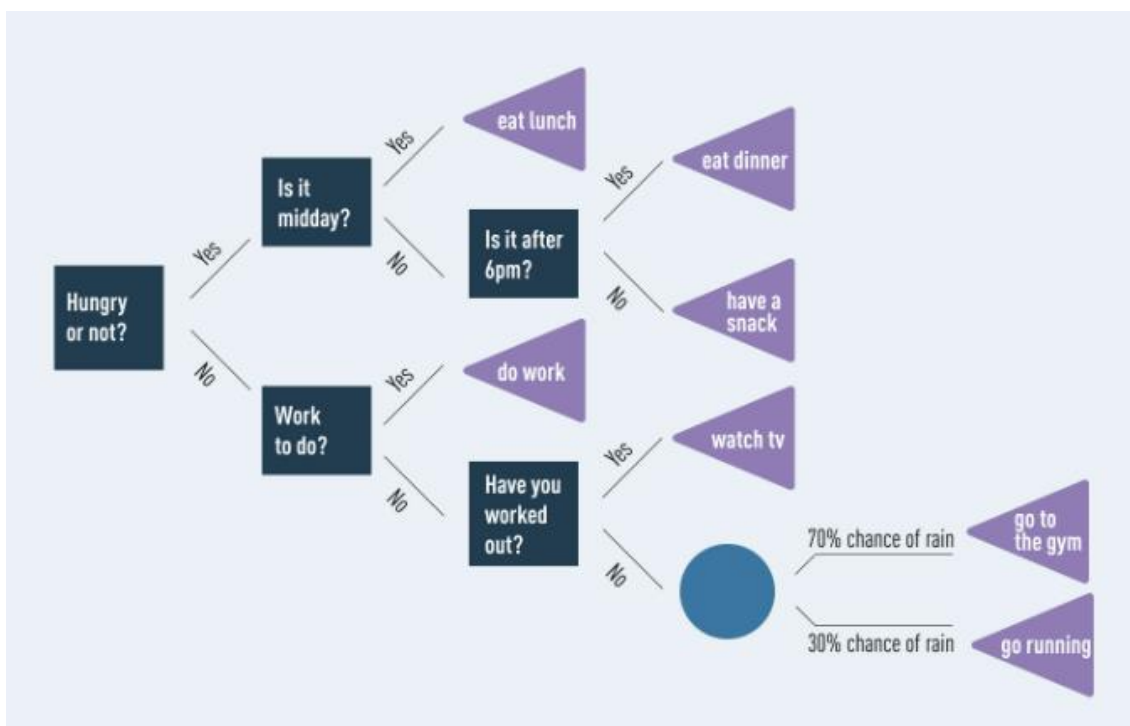 Hungry
or not?
Yes
No
Is it
midday?
Yes
No
eat lunch
Is it after
6pm?
Yes
No
eat dinner
have a
snack
Work
to do?
Yes
No
do work
Have you
worked
out?
Yes
No
watch tv
70% chance of rain
go to
the gym
30% chance of rain
go running